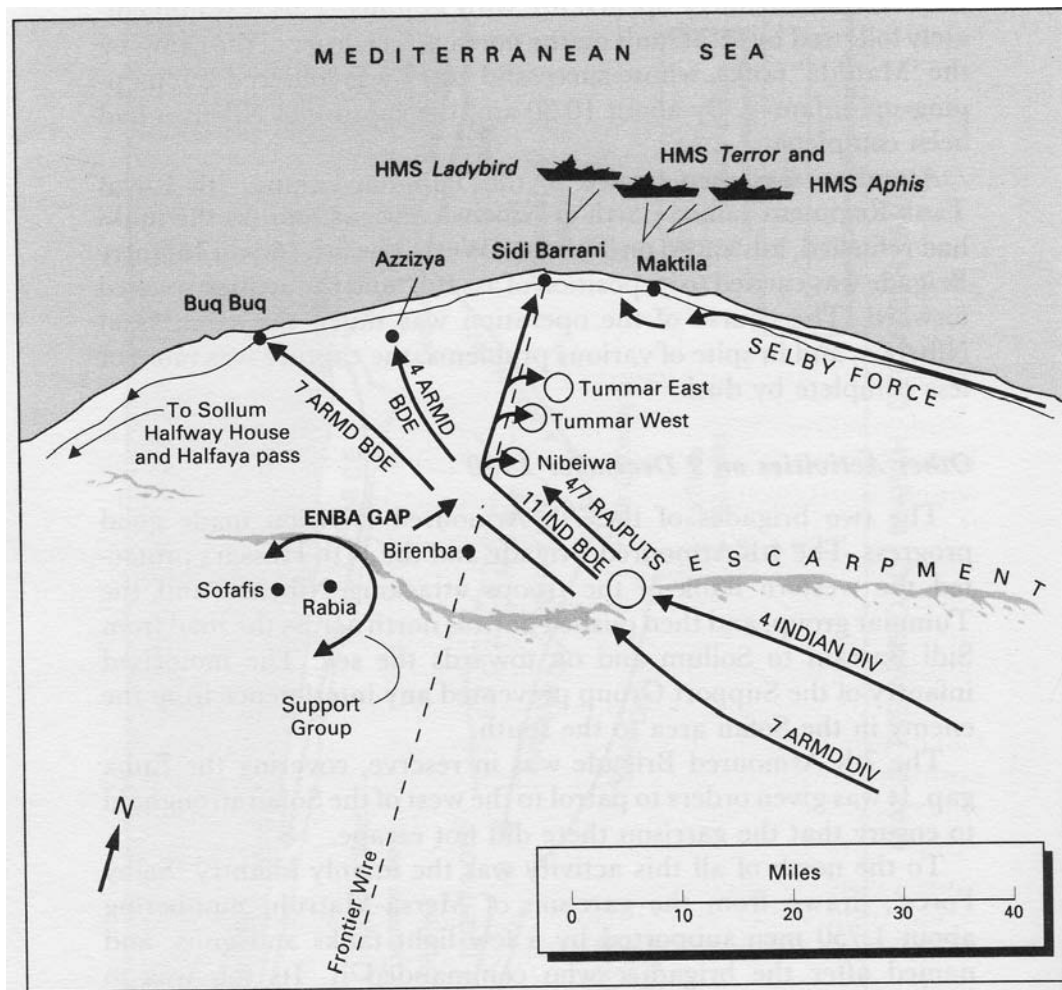 MEDITERRANEAN SEA
HMS Ladybird
HMS Terror and
HMS Aphis
Sidi Barrani
Azzizya
Maktila
Buq Buq
SELBY FORCE
To Sollum
Halfway House
and Halfaya pass
7 ARMD BDE
4 ARMD
BDE
Tummar East
Tummar West
Nibeiwa
4/7 RAJPUTS
11 IND BDE
ENBA GAP
Birenba
ESCARPMENT
Sofafis
Rabia
4 INDIAN DIV
Support
Group
7 ARMD DIV
N
Frontier Wire
Miles
0 10 20 30 40